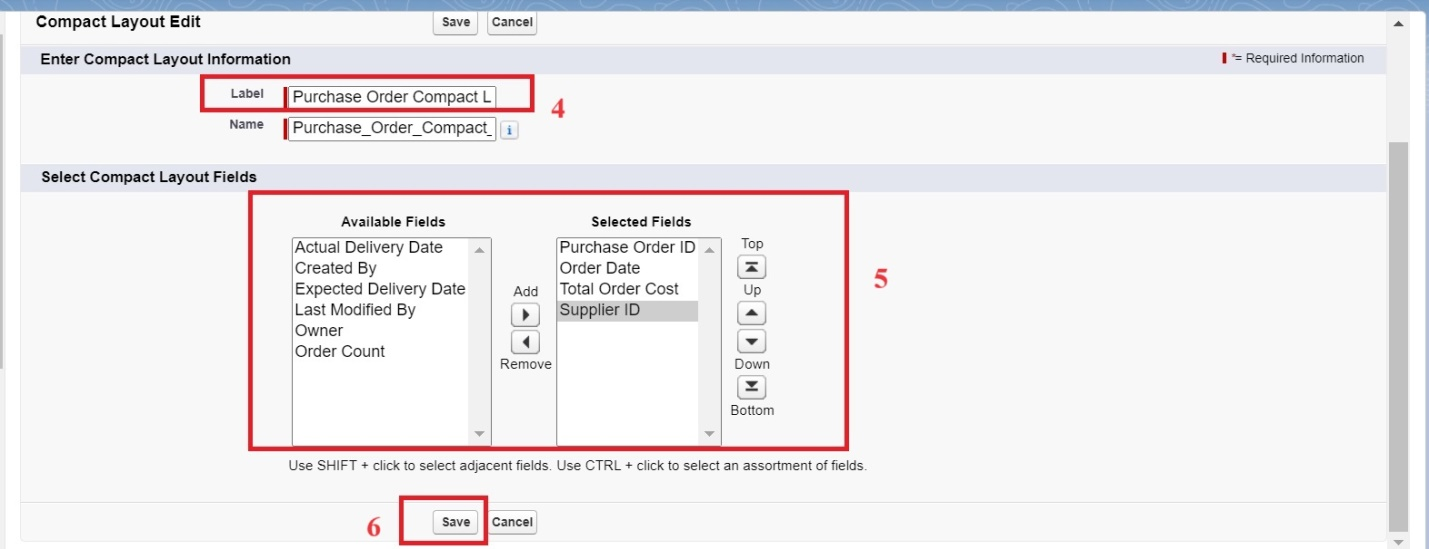 Compact Layout Edit Save Cancel
Enter Compact Layout Information *= Required Information
Label Purchase Order Compact L 4
Name Purchase_Order_Compact_ i
Select Compact Layout Fields
Available Fields Selected Fields
Actual Delivery Date Purchase Order ID Top
Created By Order Date
Expected Delivery Date Add Total Order Cost Up 5
Last Modified By Supplier ID
Owner
Order Count
Remove Down
Bottom
Use SHIFT + click to select adjacent fields. Use CTRL + click to select an assortment of fields.
6 Save Cancel